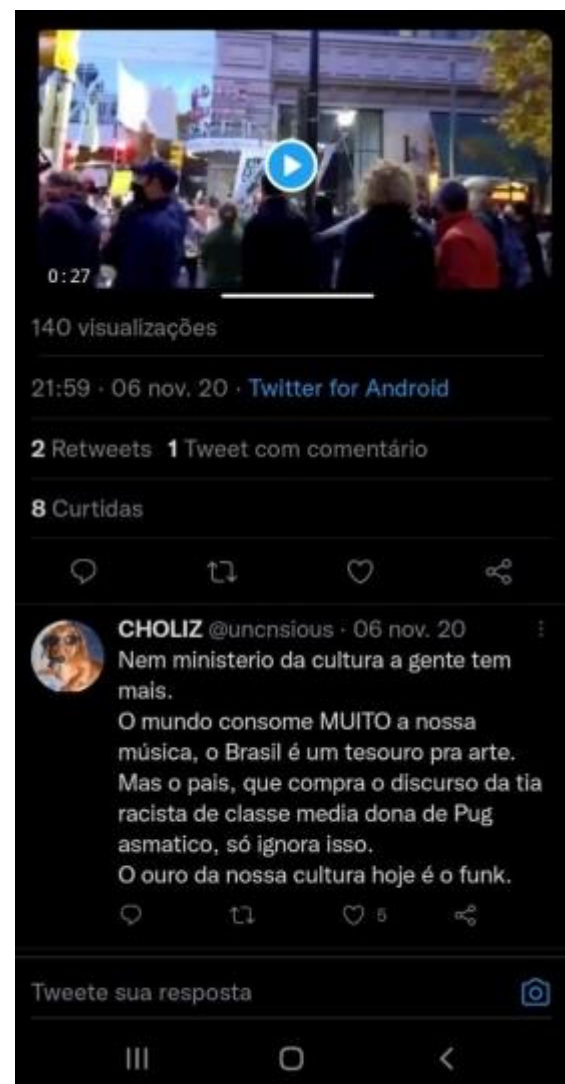 0:27
140 visualizações
21:59 · 06 nov. 20 · Twitter for Android
2 Retweets 1 Tweet com comentário
8 Curtidas
CHOLIZ @uncnsious · 06 nov. 20
Nem ministerio da cultura a gente tem
mais.
O mundo consome MUITO a nossa
música, o Brasil é um tesouro pra arte.
Mas o pais, que compra o discurso da tia
racista de classe media dona de Pug
asmatico, só ignora isso.
O ouro da nossa cultura hoje é o funk.
5
Tweete sua resposta